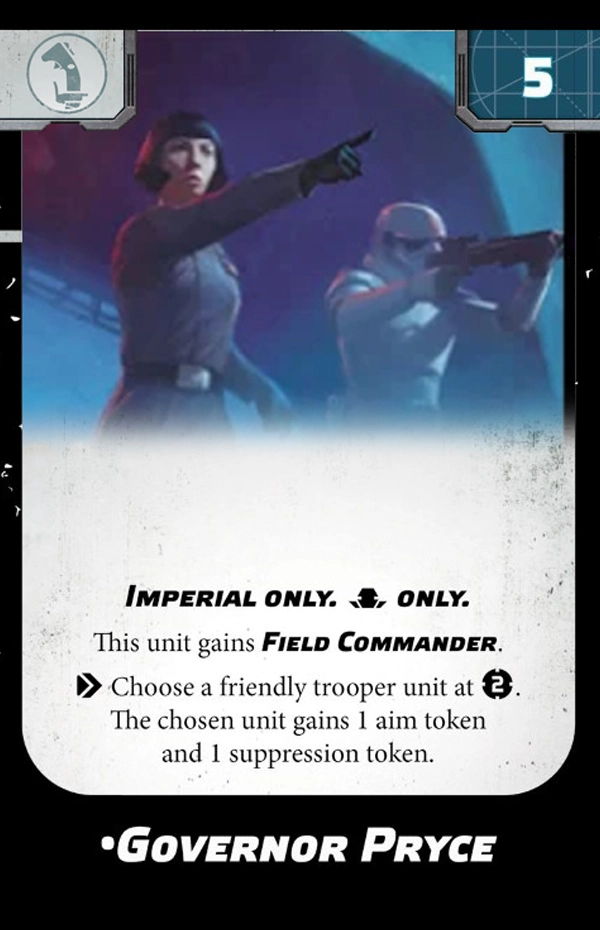 5
IMPERIAL ONLY. ONLY.
This unit gains FIELD COMMANDER.
Choose a friendly trooper unit at 2.
The chosen unit gains 1 aim token
and 1 suppression token.
•GOVERNOR PRYCE